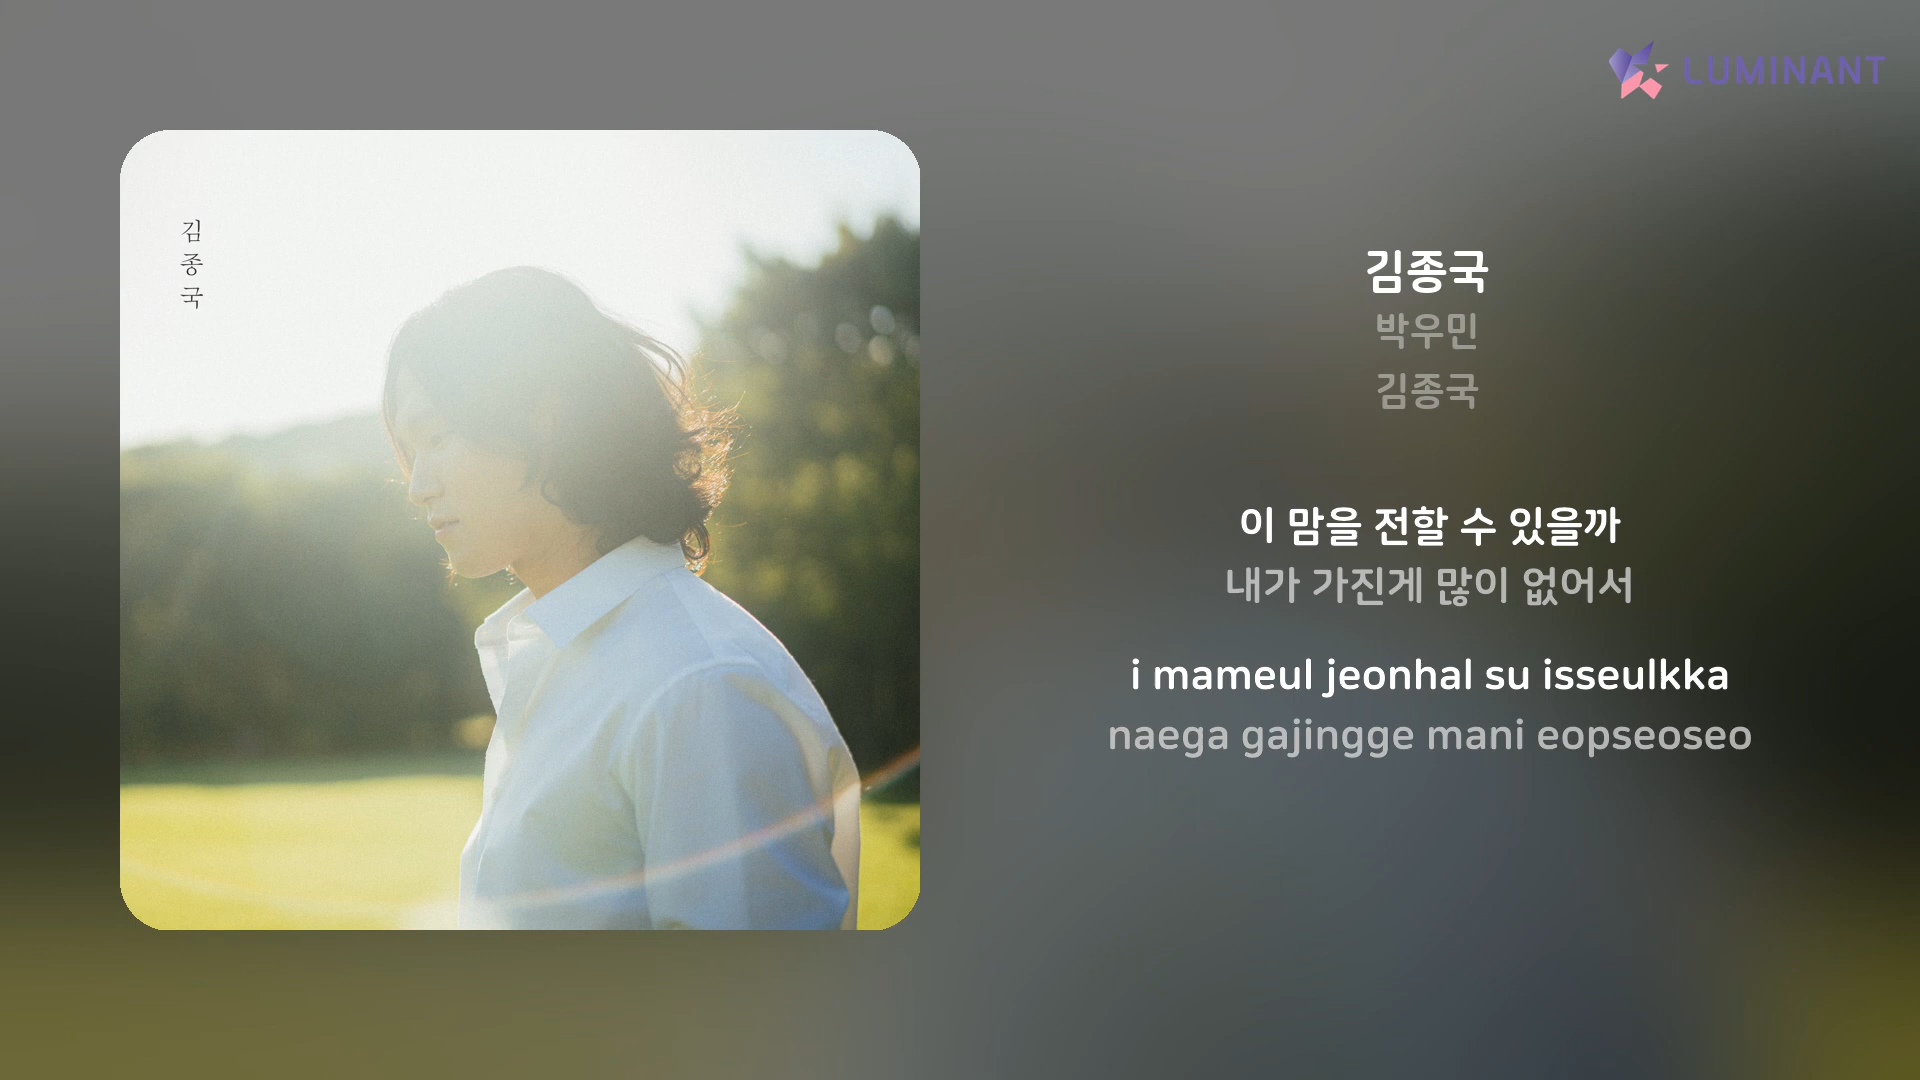 김종국
LUMINANT
김종국
박우민
김종국
이 맘을 전할 수 있을까
내가 가진게 많이 없어서
i mameul jeonhal su isseulkka
naega gajingge mani eopseoseo